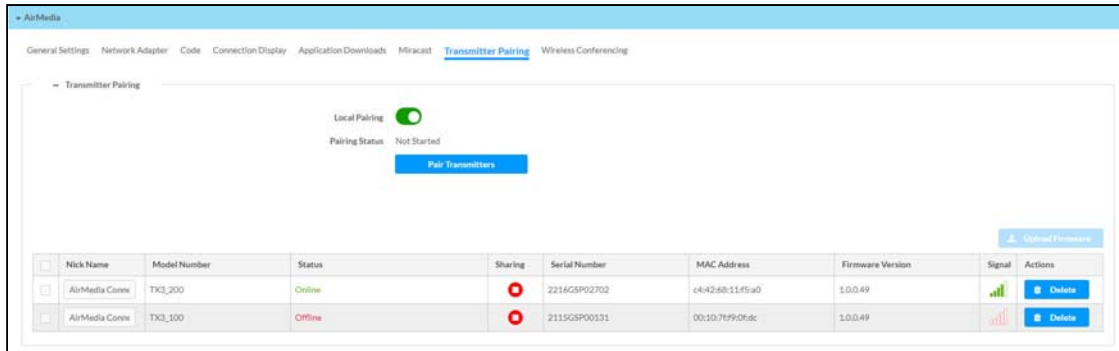 AirMedia
General Settings Network Adapter Code Connection Display Application Downloads Miracast Transmitter Pairing Wireless Conferencing
Transmitter Pairing
Local Pairing
Pairing Status Not Started
Pair Transmitters
Upload Firmware
Nick Name Model Number Status Sharing Serial Number MAC Address Firmware Version Signal Actions
AirMedia Conne TX3_200 Online 2216GSP02702 c4:42:68:11:f5:a0 1.0.0.49 Delete
AirMedia Conne TX3_100 Offline 2115GSP00131 00:10:7f:f9:0f:dc 1.0.0.49 Delete